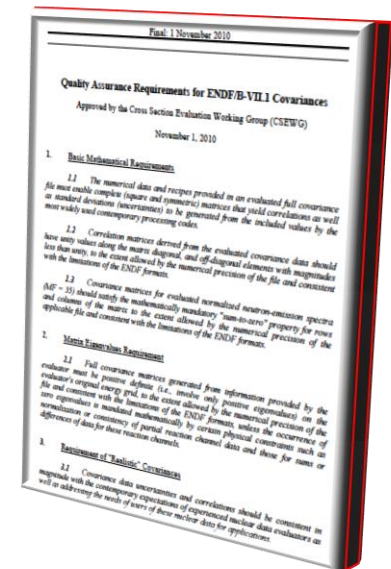 Final: 1 November 2010
Quality Assurance Requirements for ENDF/B-VII.1 Covariances
Approved by the Cross Section Evaluation Working Group (CSEWG)
November 1, 2010
1. Basic Mathematical Requirements
1.1 The numerical data and recipes provided in an evaluated full covariance
file must enable complete (square and symmetric) matrices that yield correlations as well
as standard deviations (uncertainties) to be generated from the included values by the
most widely used contemporary processing codes.
1.2 Correlation matrices derived from the evaluated covariance data should
have unity values along the matrix diagonal, and off-diagonal elements with magnitudes
less than unity, to the extent allowed by the numerical precision of the file and consistent
with the limitations of the ENDF formats.
1.3 Covariance matrices for evaluated normalized neutron-emission spectra
(MF = 35) should satisfy the mathematically mandatory "sum-to-zero" property for rows
and columns of the matrix to the extent allowed by the numerical precision of the
applicable file and consistent with the limitations of the ENDF formats.
2. Matrix Eigenvalues Requirement
2.1 Full covariance matrices generated from information provided by the
evaluator must be positive definite (i.e., involve only positive eigenvalues) on the
evaluator's original energy grid, to the extent allowed by the numerical precision of the
file and consistent with the limitations of the ENDF formats, unless the occurrence of
zero eigenvalues is mandated mathematically by certain physical constraints such as
normalization or consistency of partial reaction channel data and those for sums or
differences of data for these reaction channels.
3. Requirement of "Realistic" Covariances
3.1 Covariance data uncertainties and correlations should be consistent in
magnitude with the contemporary expectations of experienced nuclear data evaluators as
well as addressing the needs of users of these nuclear data for applications.